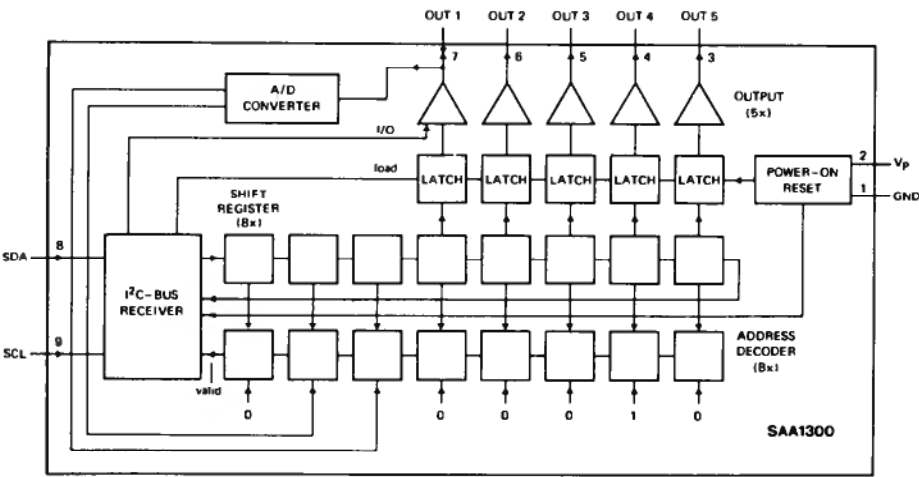 OUT 1 OUT 2 OUT 3 OUT 4 OUT 5
7 6 5 4 3
A/D
CONVERTER
OUTPUT
(5x)
I/O
load
LATCH LATCH LATCH LATCH LATCH
POWER-ON
RESET
2 VP
1 GND
SHIFT
REGISTER
(8x)
SDA 8
I²C-BUS
RECEIVER
SCL 9
valid
ADDRESS
DECODER
(8x)
0 0 0 0 1 0
SAA1300